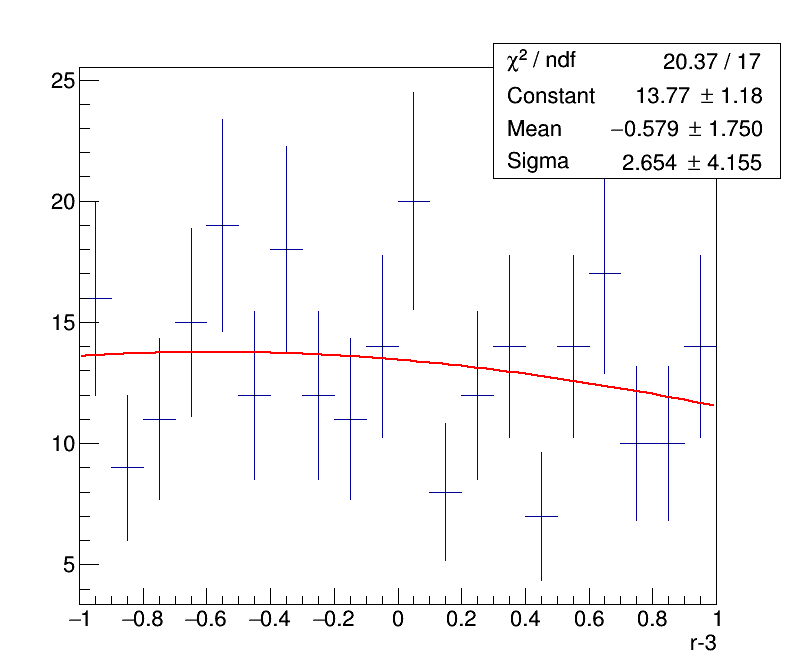 χ² / ndf 20.37 / 17
Constant 13.77 ± 1.18
Mean −0.579 ± 1.750
Sigma 2.654 ± 4.155
25
20
15
10
5
−1 −0.8 −0.6 −0.4 −0.2 0 0.2 0.4 0.6 0.8 1
r-3